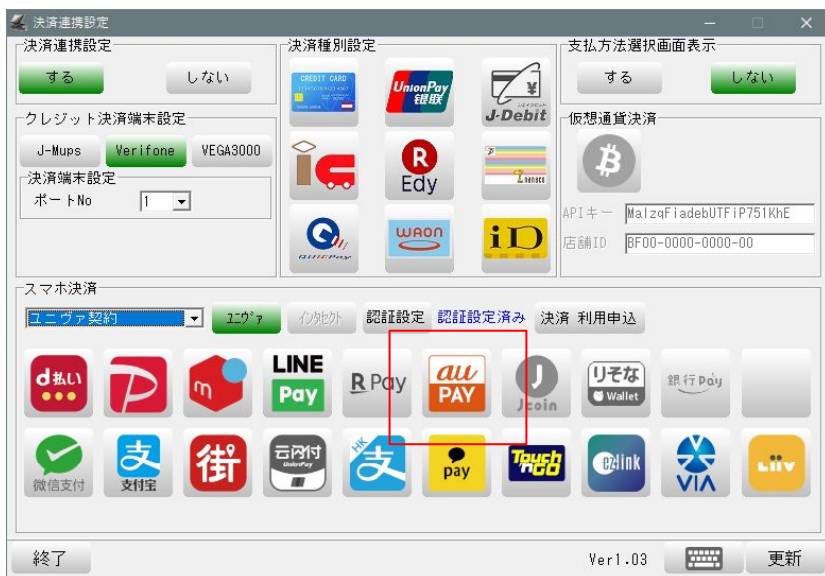 決済連携設定
決済連携設定
する
しない
クレジット決済端末設定
J-Mups
Verifone
VEGA3000
決済端末設定
ポートNo
1
決済種別設定
CREDIT CARD
UnionPay
银联
J-Debit
R
Edy
nanaco
QUICPay
WAON
iD
支払方法選択画面表示
する
しない
仮想通貨決済
APIキー
MalzqFiadebUTFiP751KhE
店舗ID
BF00-0000-0000-00
スマホ決済
ユニヴァ契約
ユニヴァ
インタセクト
認証設定
認証設定済み
決済 利用申込
d払い
P
m
LINE
Pay
R Pay
au
PAY
J
Jcoin
りそな
Wallet
銀行Pay
微信支付
支
支付宝
街
云闪付
UnionPay
HK
支
pay
Touch
nGO
ezlink
VIA
Liiv
終了
Ver1.03
更新